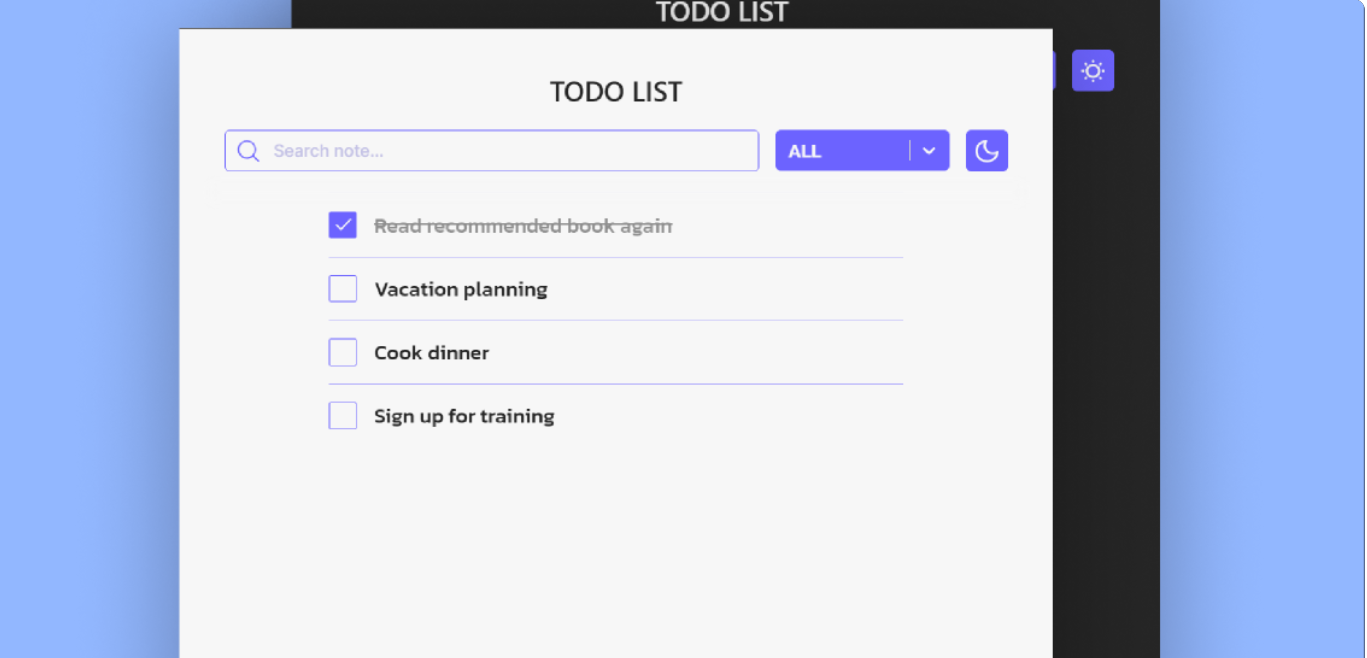 TODO LIST
TODO LIST
Search note...
ALL
Read recommended book again
Vacation planning
Cook dinner
Sign up for training